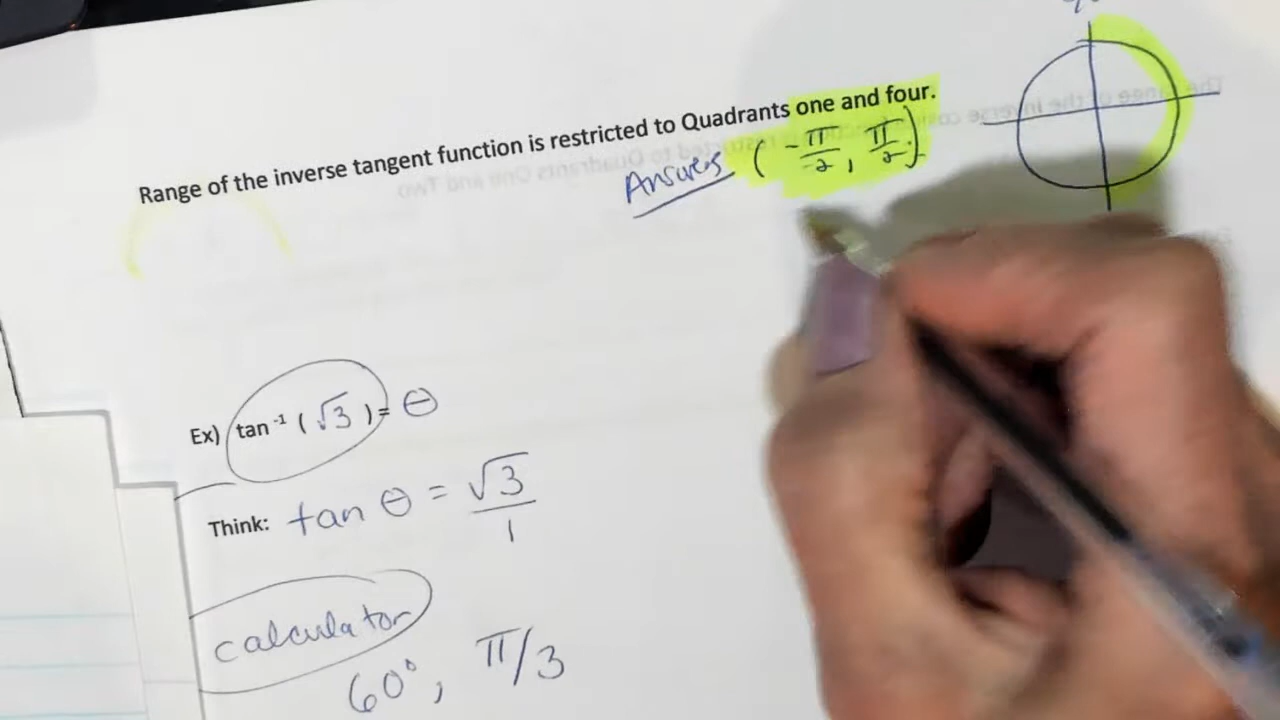 Range of the inverse tangent function is restricted to Quadrants one and four.
Answers (-π/2, π/2)
Ex) tan⁻¹ (√3) = θ
Think: tan θ = √3/1
calculator
60°, π/3